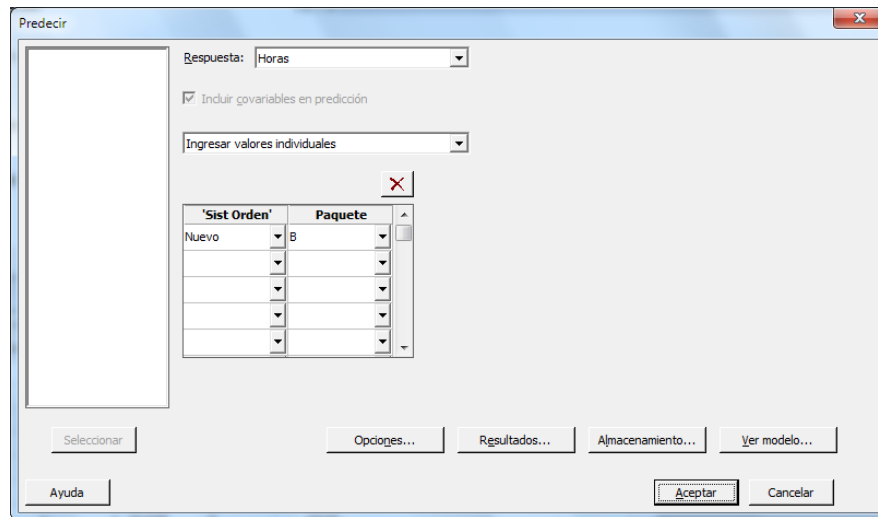 Predecir
Respuesta: Horas
Incluir covariables en predicción
Ingresar valores individuales
'Sist Orden' Paquete
Nuevo B
Seleccionar Opciones... Resultados... Almacenamiento... Ver modelo...
Ayuda Aceptar Cancelar